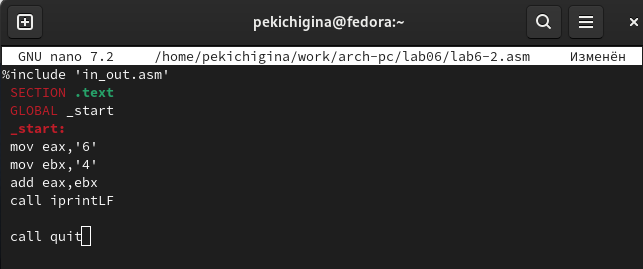 pekichigina@fedora:~
GNU nano 7.2 /home/pekichigina/work/arch-pc/lab06/lab6-2.asm Изменён
%include 'in_out.asm'
SECTION .text
GLOBAL _start
_start:
mov eax,'6'
mov ebx,'4'
add eax,ebx
call iprintLF
call quit